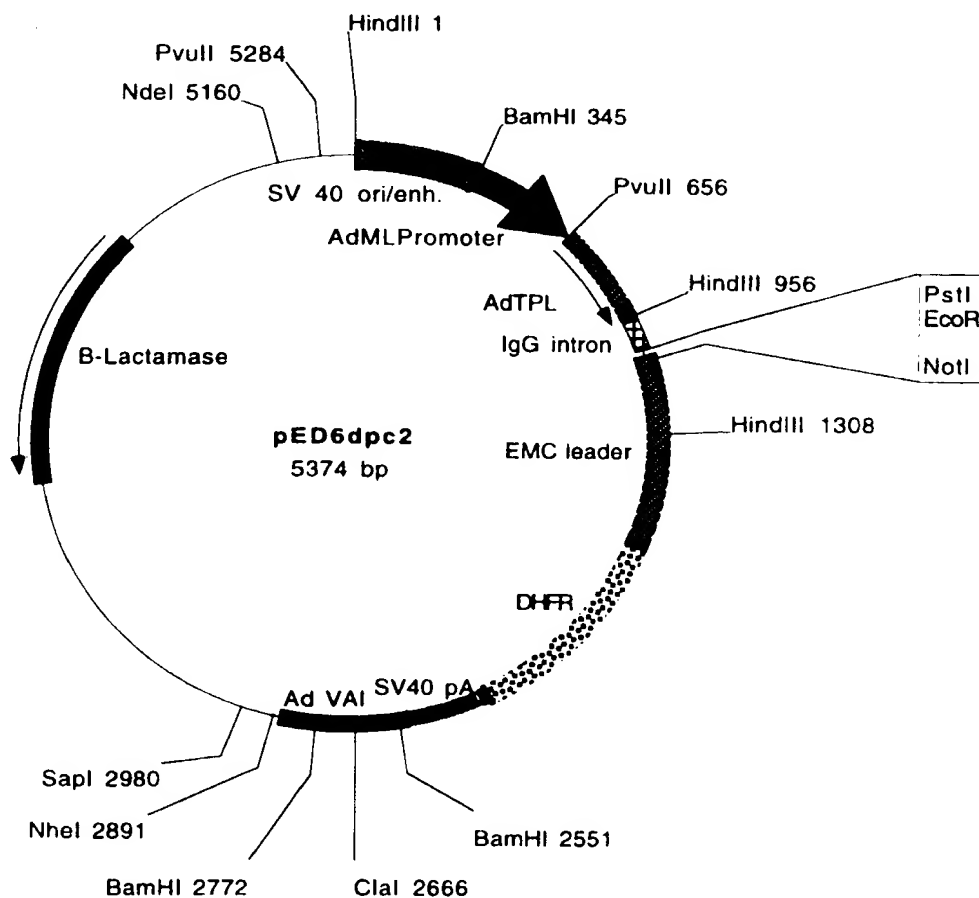 HindIII 1
PvuII 5284
NdeI 5160
BamHI 345
SV 40 ori/enh.
PvuII 656
AdMLPromoter
HindIII 956
AdTPL
PstI
EcoR
IgG intron
NotI
B-Lactamase
HindIII 1308
pED6dpc2
EMC leader
5374 bp
DHFR
Ad VAI
SV40 pA
SapI 2980
NheI 2891
BamHI 2551
BamHI 2772
ClaI 2666